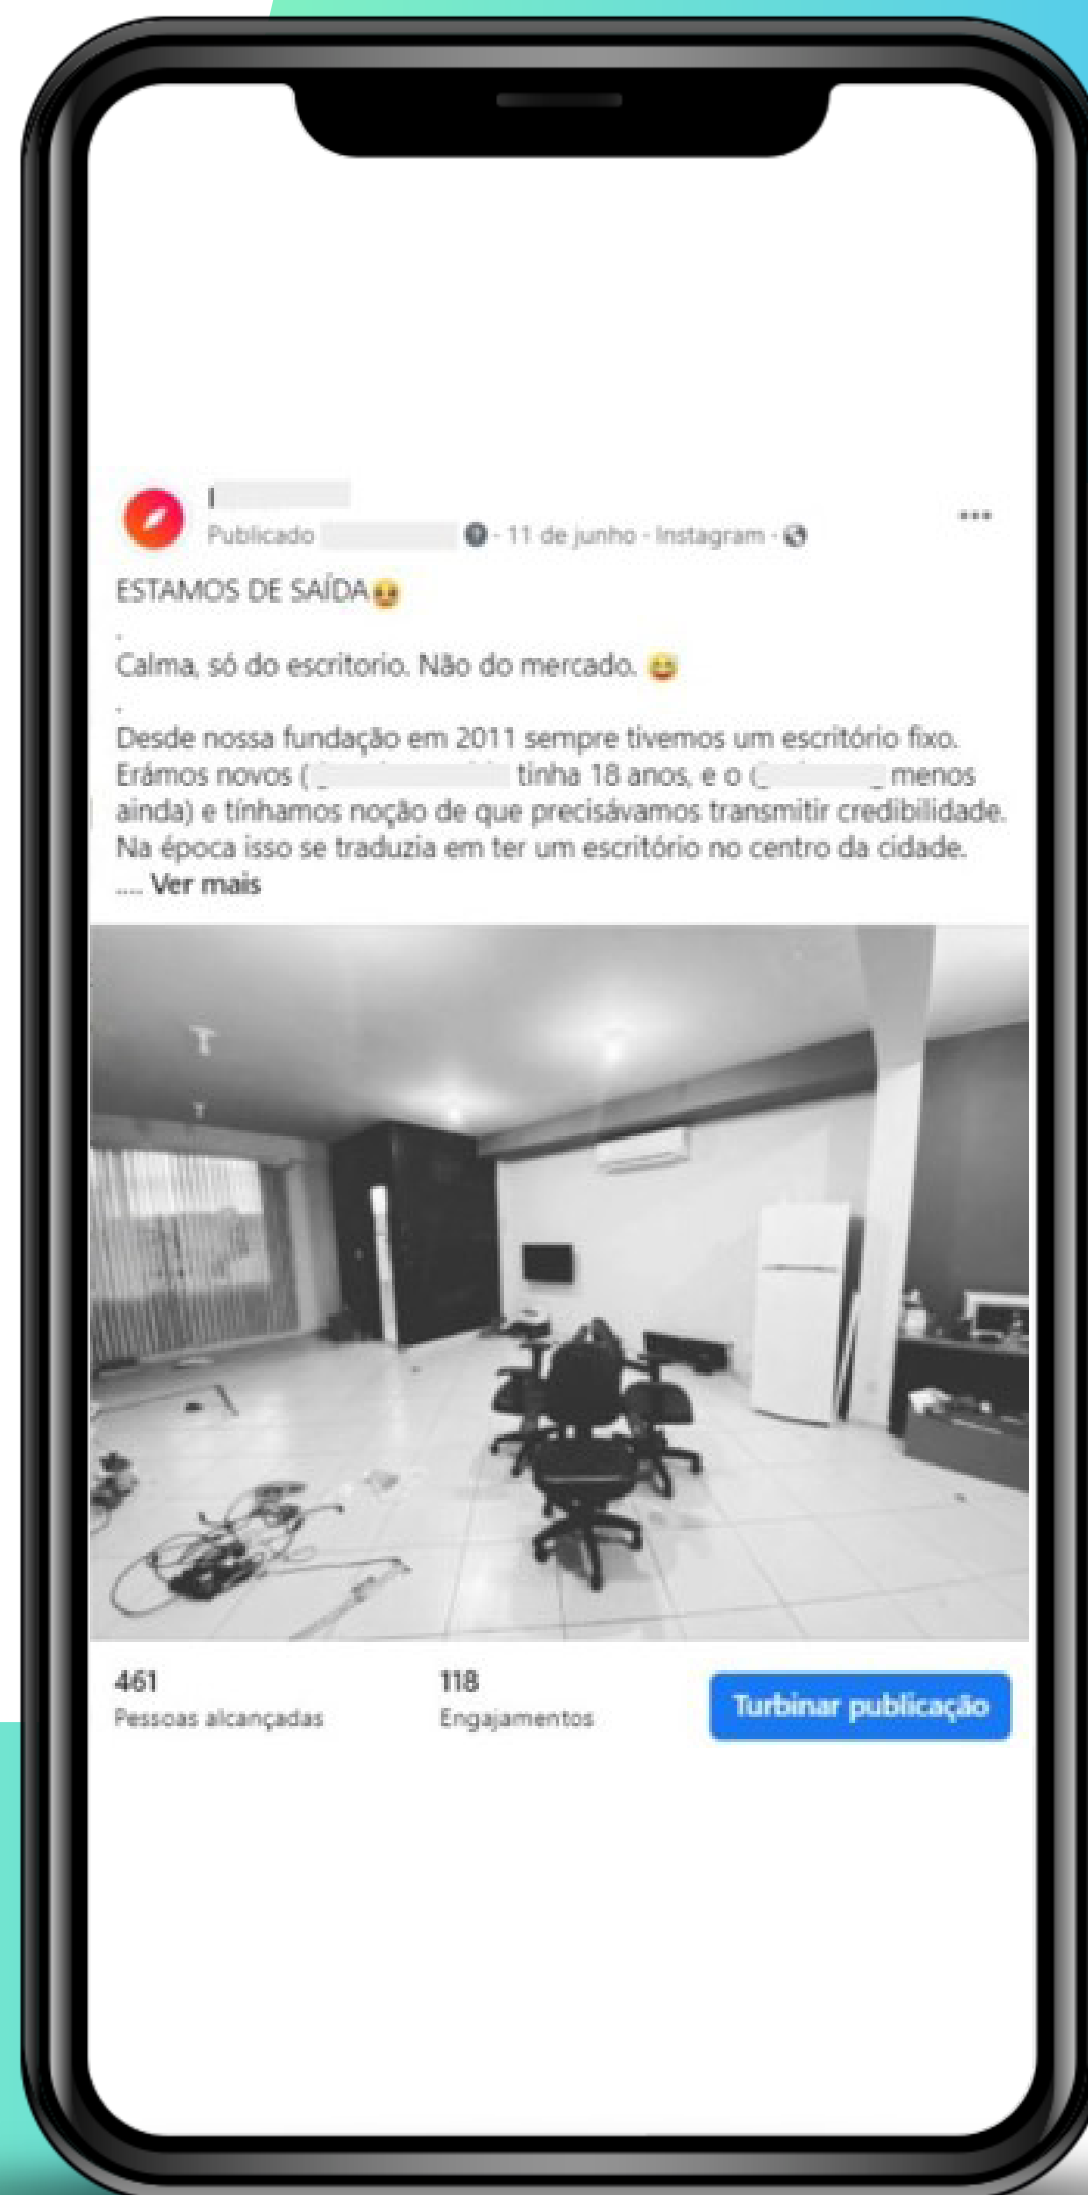 Publicado - 11 de junho - Instagram -
ESTAMOS DE SAÍDA😖
.
Calma, só do escritorio. Não do mercado. 😄
.
Desde nossa fundação em 2011 sempre tivemos um escritório fixo.
Erámos novos ( tinha 18 anos, e o ( menos
ainda) e tínhamos noção de que precisávamos transmitir credibilidade.
Na época isso se traduzia em ter um escritório no centro da cidade.
.... Ver mais
461 118 Turbinar publicação
Pessoas alcançadas Engajamentos